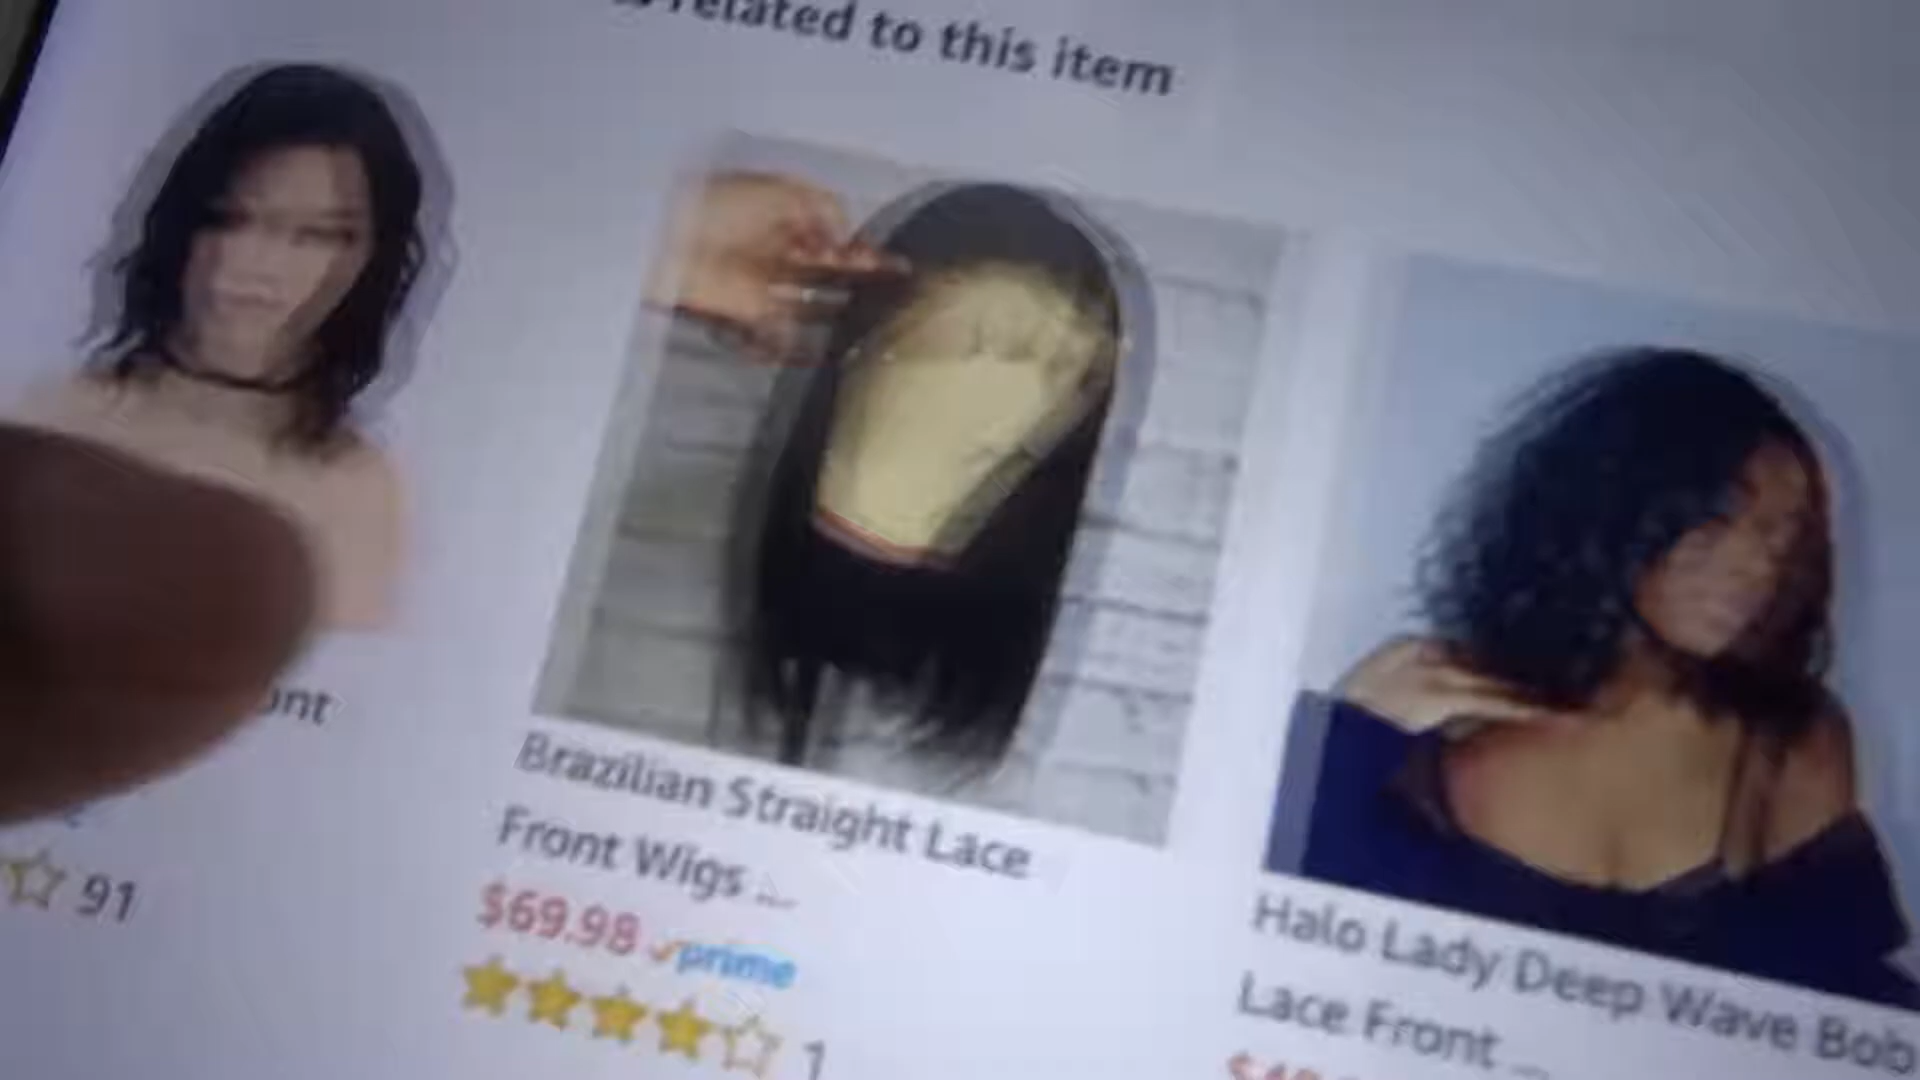 related to this item
91
Brazilian Straight Lace
Front Wigs ...
$69.98 prime
1
Halo Lady Deep Wave Bob
Lace Front ...